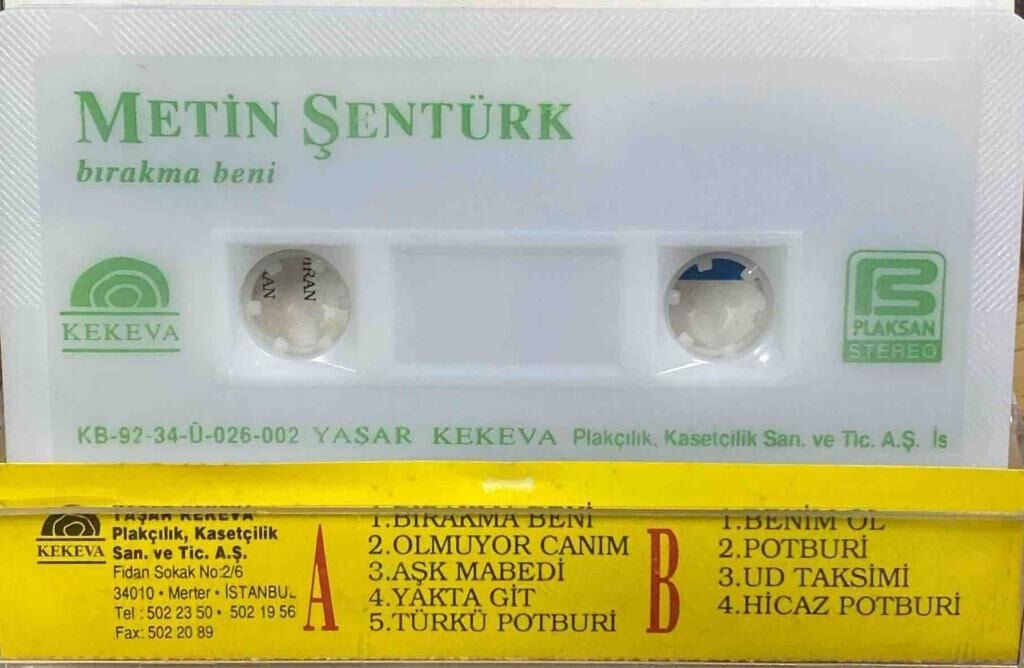 METİN ŞENTÜRK
bırakma beni
KEKEVA
PLAKSAN
STEREO
KB-92-34-Ü-026-002 YAŞAR KEKEVA Plakçılık, Kasetçilik San. ve Tic. A.Ş. İs
KEKEVA
YAŞAR KEKEVA
Plakçılık, Kasetçilik
San. ve Tic. A.Ş.
Fidan Sokak No:2/6
34010 • Merter • İSTANBUL
Tel : 502 23 50 • 502 19 56
Fax: 502 20 89
A
1.BIRAKMA BENİ
2.OLMUYOR CANIM
3.AŞK MABEDİ
4.YAKTA GİT
5.TÜRKÜ POTBURİ
B
1.BENİM OL
2.POTBURİ
3.UD TAKSİMİ
4.HİCAZ POTBURİ